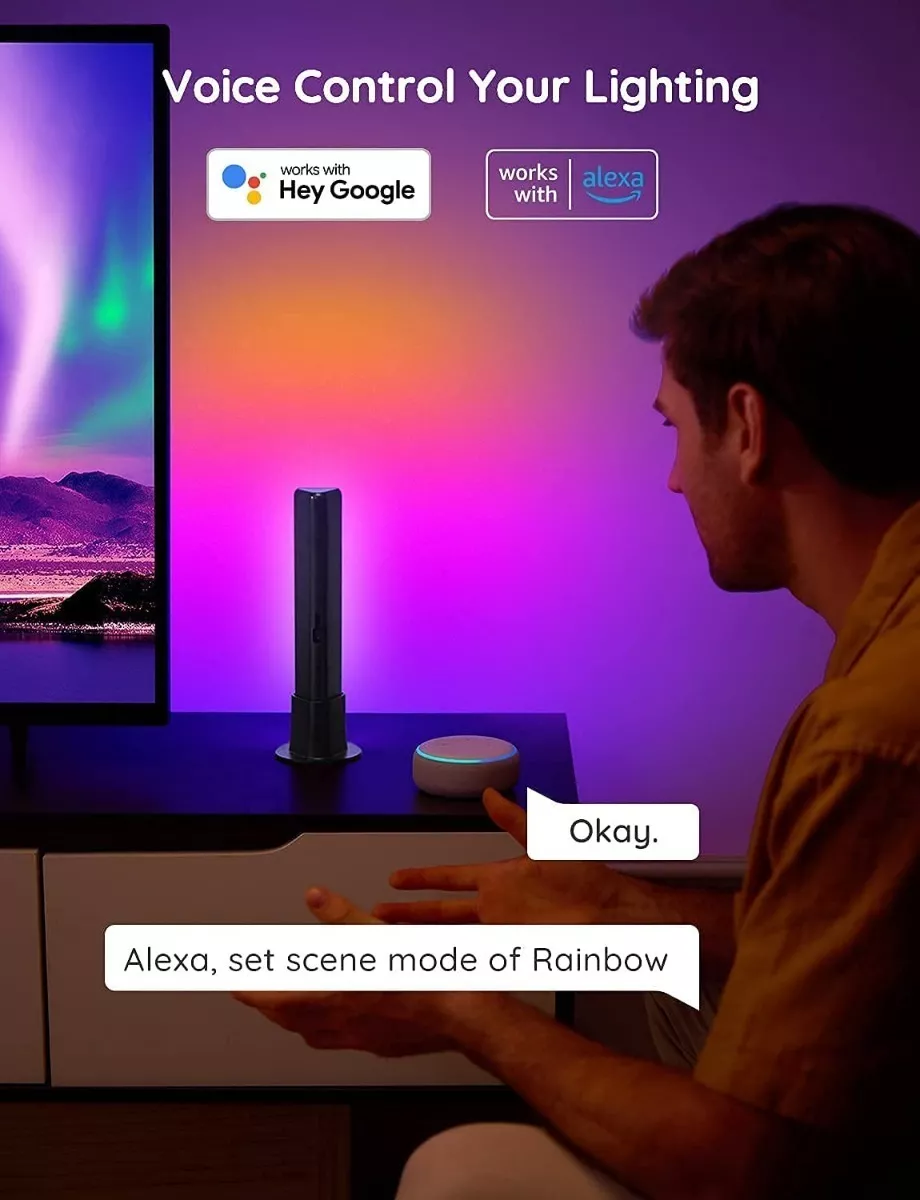 Voice Control Your Lighting
works with
Hey Google
works
with
alexa
Okay.
Alexa, set scene mode of Rainbow